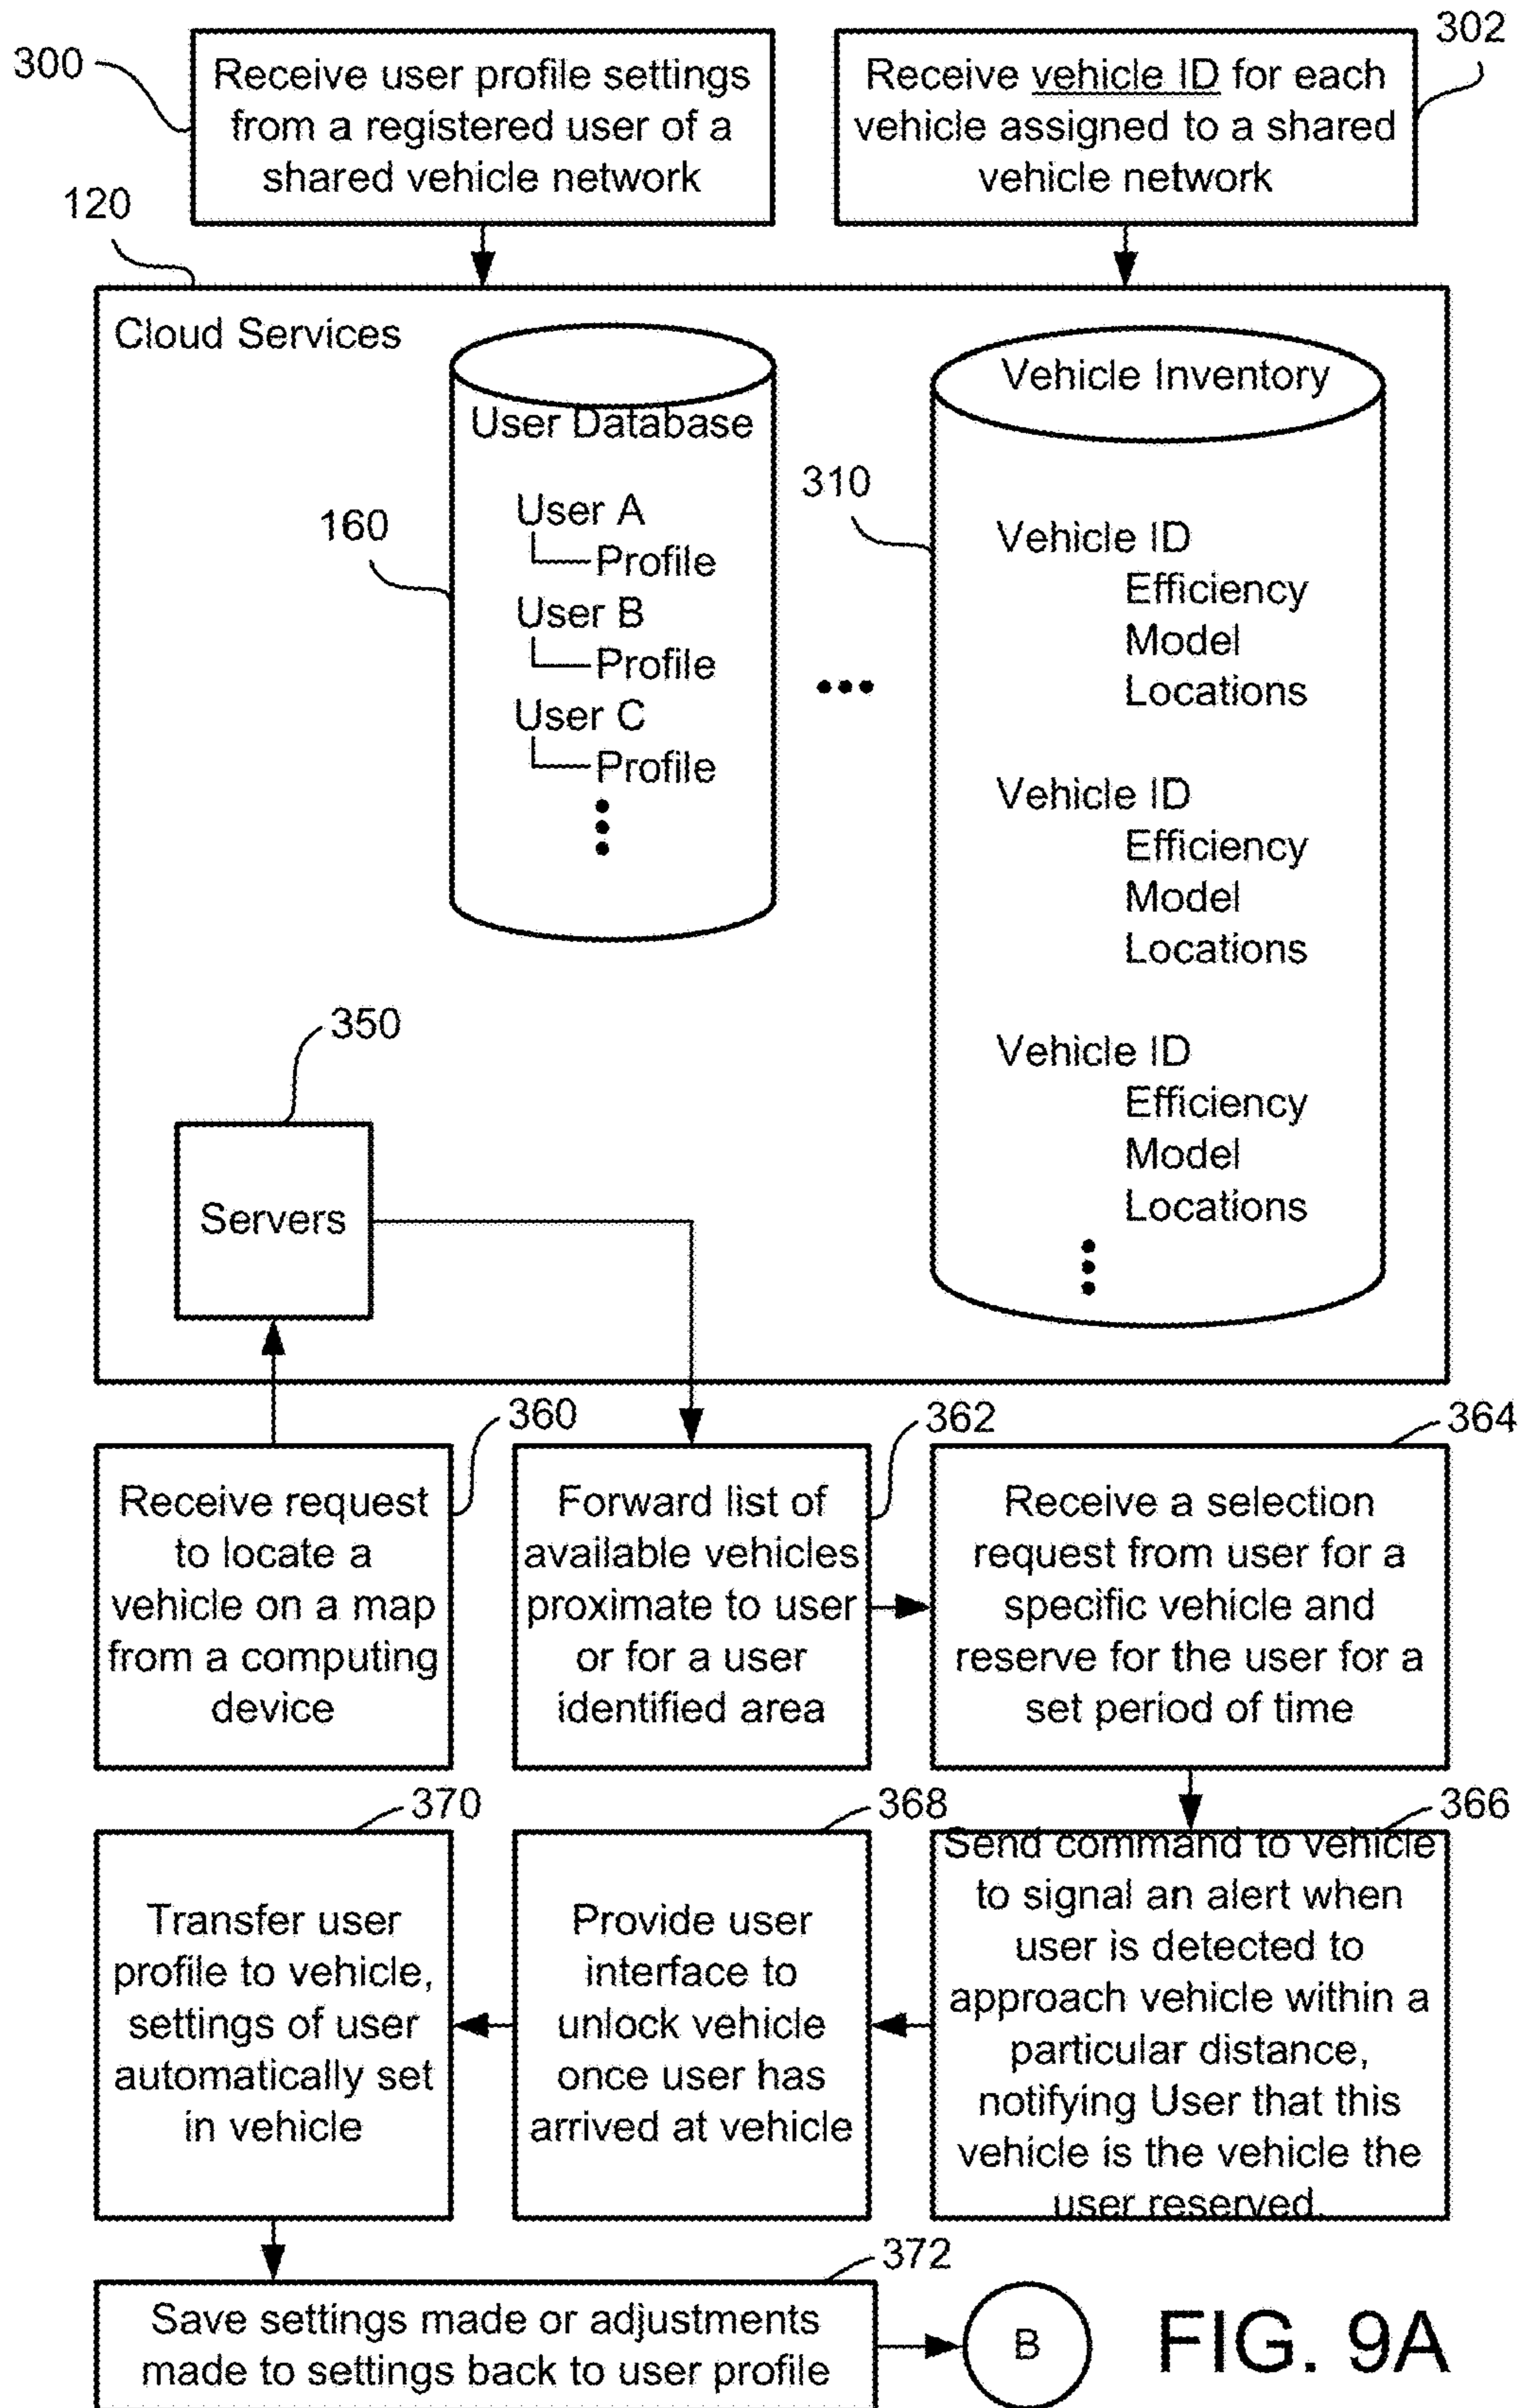 300
Receive user profile settings
from a registered user of a
shared vehicle network
302
Receive vehicle ID for each
vehicle assigned to a shared
vehicle network
120
Cloud Services
User Database
160
User A
Profile
User B
Profile
User C
Profile
310
Vehicle Inventory
Vehicle ID
Efficiency
Model
Locations
Vehicle ID
Efficiency
Model
Locations
Vehicle ID
Efficiency
Model
Locations
350
Servers
360
Receive request
to locate a
vehicle on a map
from a computing
device
362
Forward list of
available vehicles
proximate to user
or for a user
identified area
364
Receive a selection
request from user for a
specific vehicle and
reserve for the user for a
set period of time
366
Send command to vehicle
to signal an alert when
user is detected to
approach vehicle within a
particular distance,
notifying User that this
vehicle is the vehicle the
user reserved.
368
Provide user
interface to
unlock vehicle
once user has
arrived at vehicle
370
Transfer user
profile to vehicle,
settings of user
automatically set
in vehicle
372
Save settings made or adjustments
made to settings back to user profile
B
FIG. 9A